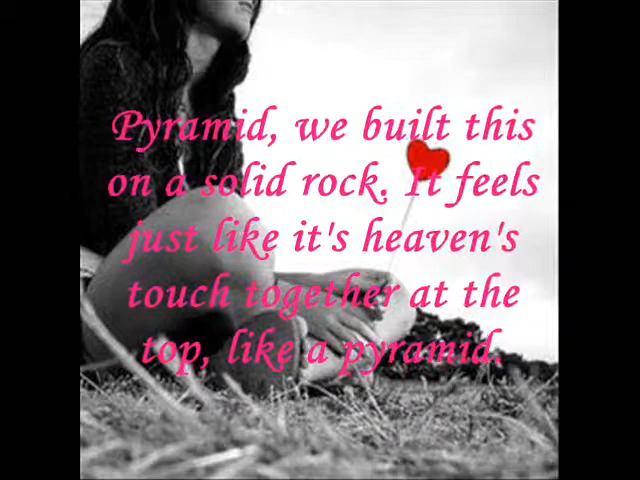 Pyramid, we built this
on a solid rock. It feels
just like it's heaven's
touch together at the
top, like a pyramid.